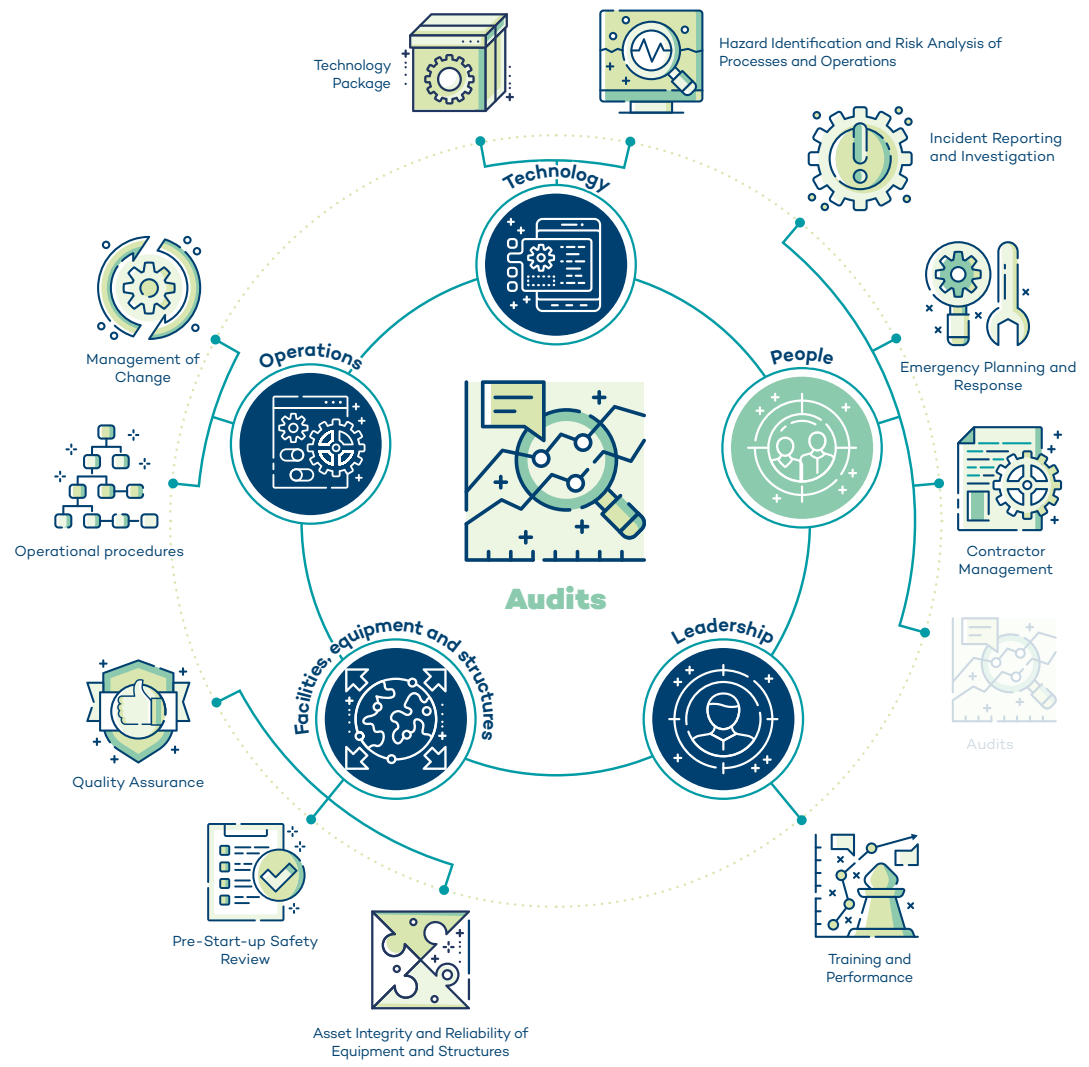 Technology
Package
Hazard Identification and Risk Analysis of
Processes and Operations
Incident Reporting
and Investigation
Technology
Management of
Change
Operations
People
Emergency Planning and
Response
Operational procedures
Contractor
Management
Audits
Facilities, equipment and structures
Leadership
Audits
Quality Assurance
Pre-Start-up Safety
Review
Training and
Performance
Asset Integrity and Reliability of
Equipment and Structures